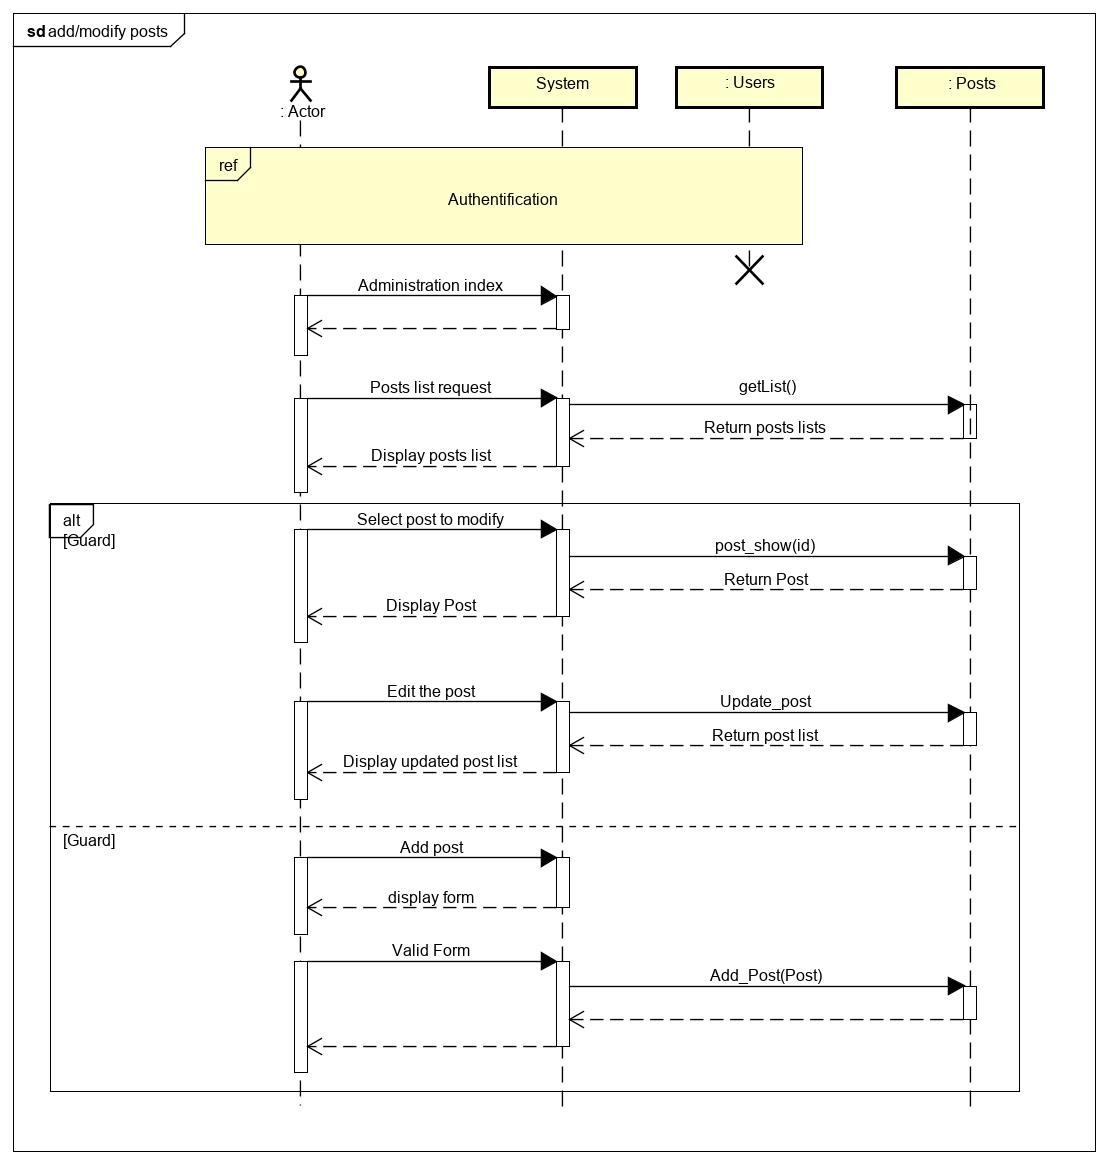 sd add/modify posts
: Actor
System
: Users
: Posts
ref
Authentification
Administration index
Posts list request
getList()
Return posts lists
Display posts list
alt
[Guard]
Select post to modify
post_show(id)
Return Post
Display Post
Edit the post
Update_post
Return post list
Display updated post list
[Guard]
Add post
display form
Valid Form
Add_Post(Post)